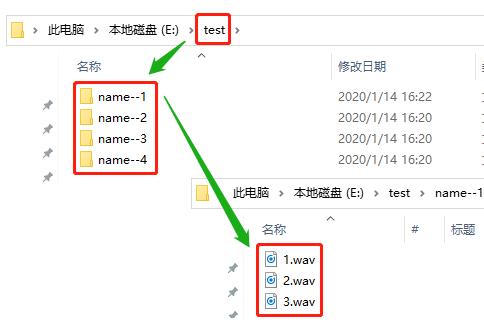 此电脑 > 本地磁盘 (E:) > test >
名称 修改日期
name--1 2020/1/14 16:22
name--2 2020/1/14 16:20
name--3 2020/1/14 16:20
name--4 2020/1/14 16:20
此电脑 > 本地磁盘 (E:) > test > name--1
名称 # 标题
1.wav
2.wav
3.wav